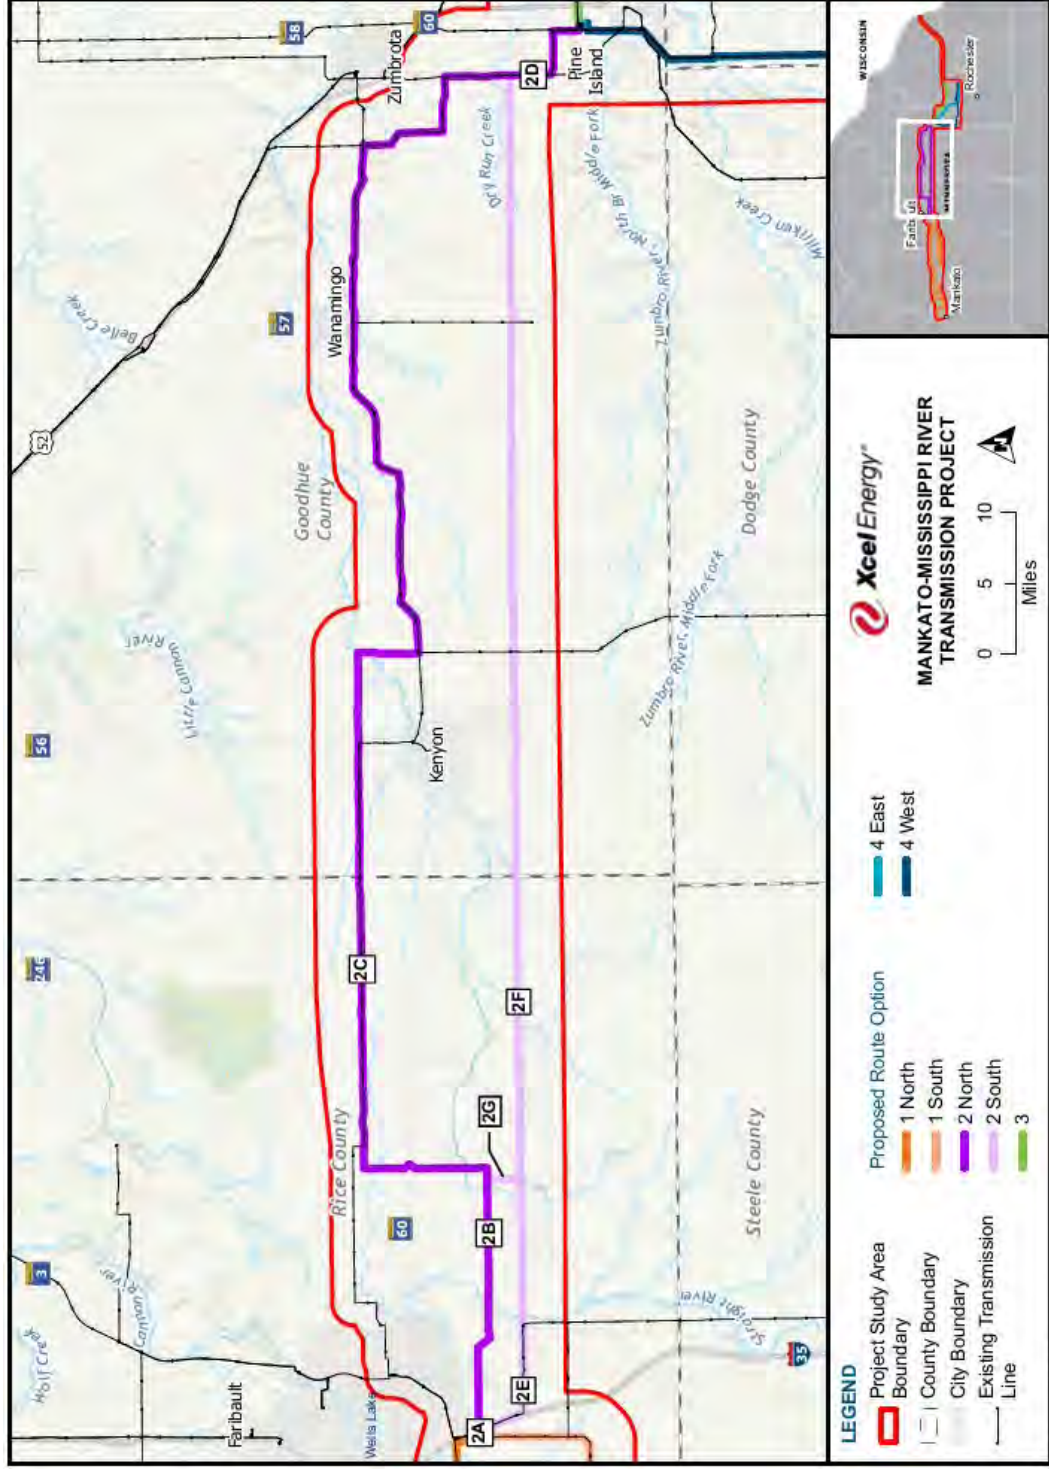 58
60
Zumbrota
2D
Pine
Island
Dry Run Creek
Zumbro River, North Br Middle Fork
Milliken Creek
Belle Creek
57
Wanamingo
52
Goodhue
County
Dodge County
Zumbro River, Middle Fork
Little Cannon
River
56
Kenyon
246
2C
2F
2G
Rice County
60
2B
Steele County
3
Cannon River
Wolf Creek
Straight River
35
2E
Faribault
Wells Lake
2A
WISCONSIN
Rochester
MINNESOTA
Faribault
Mankato
Xcel Energy®
MANKATO-MISSISSIPPI RIVER
TRANSMISSION PROJECT
N
0 5 10
Miles
LEGEND
Project Study Area
Boundary
County Boundary
City Boundary
Existing Transmission
Line
Proposed Route Option
1 North
1 South
2 North
2 South
3
4 East
4 West